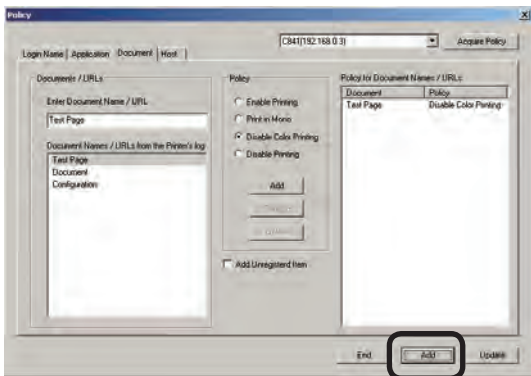 Policy
C841(192.168.0.3)
Acquire Policy
Login Name
Application
Document
Host
Documents / URLs
Enter Document Name / URL
Test Page
Document Names / URLs from the Printer's log
Test Page
Document
Configuration
Policy
Enable Printing
Print in Mono
Disable Color Printing
Disable Printing
Add
Add Unregisterd Item
Policy for Document Names / URLs
Document Policy
Test Page Disable Color Printing
End
Add
Update